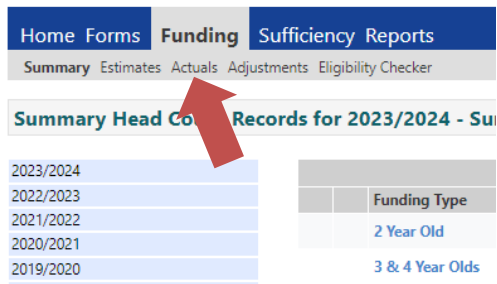 Home Forms Funding Sufficiency Reports
Summary Estimates Actuals Adjustments Eligibility Checker
Summary Head Records for 2023/2024 - Su
2023/2024
2022/2023
2021/2022
2020/2021
2019/2020
Funding Type
2 Year Old
3 & 4 Year Olds